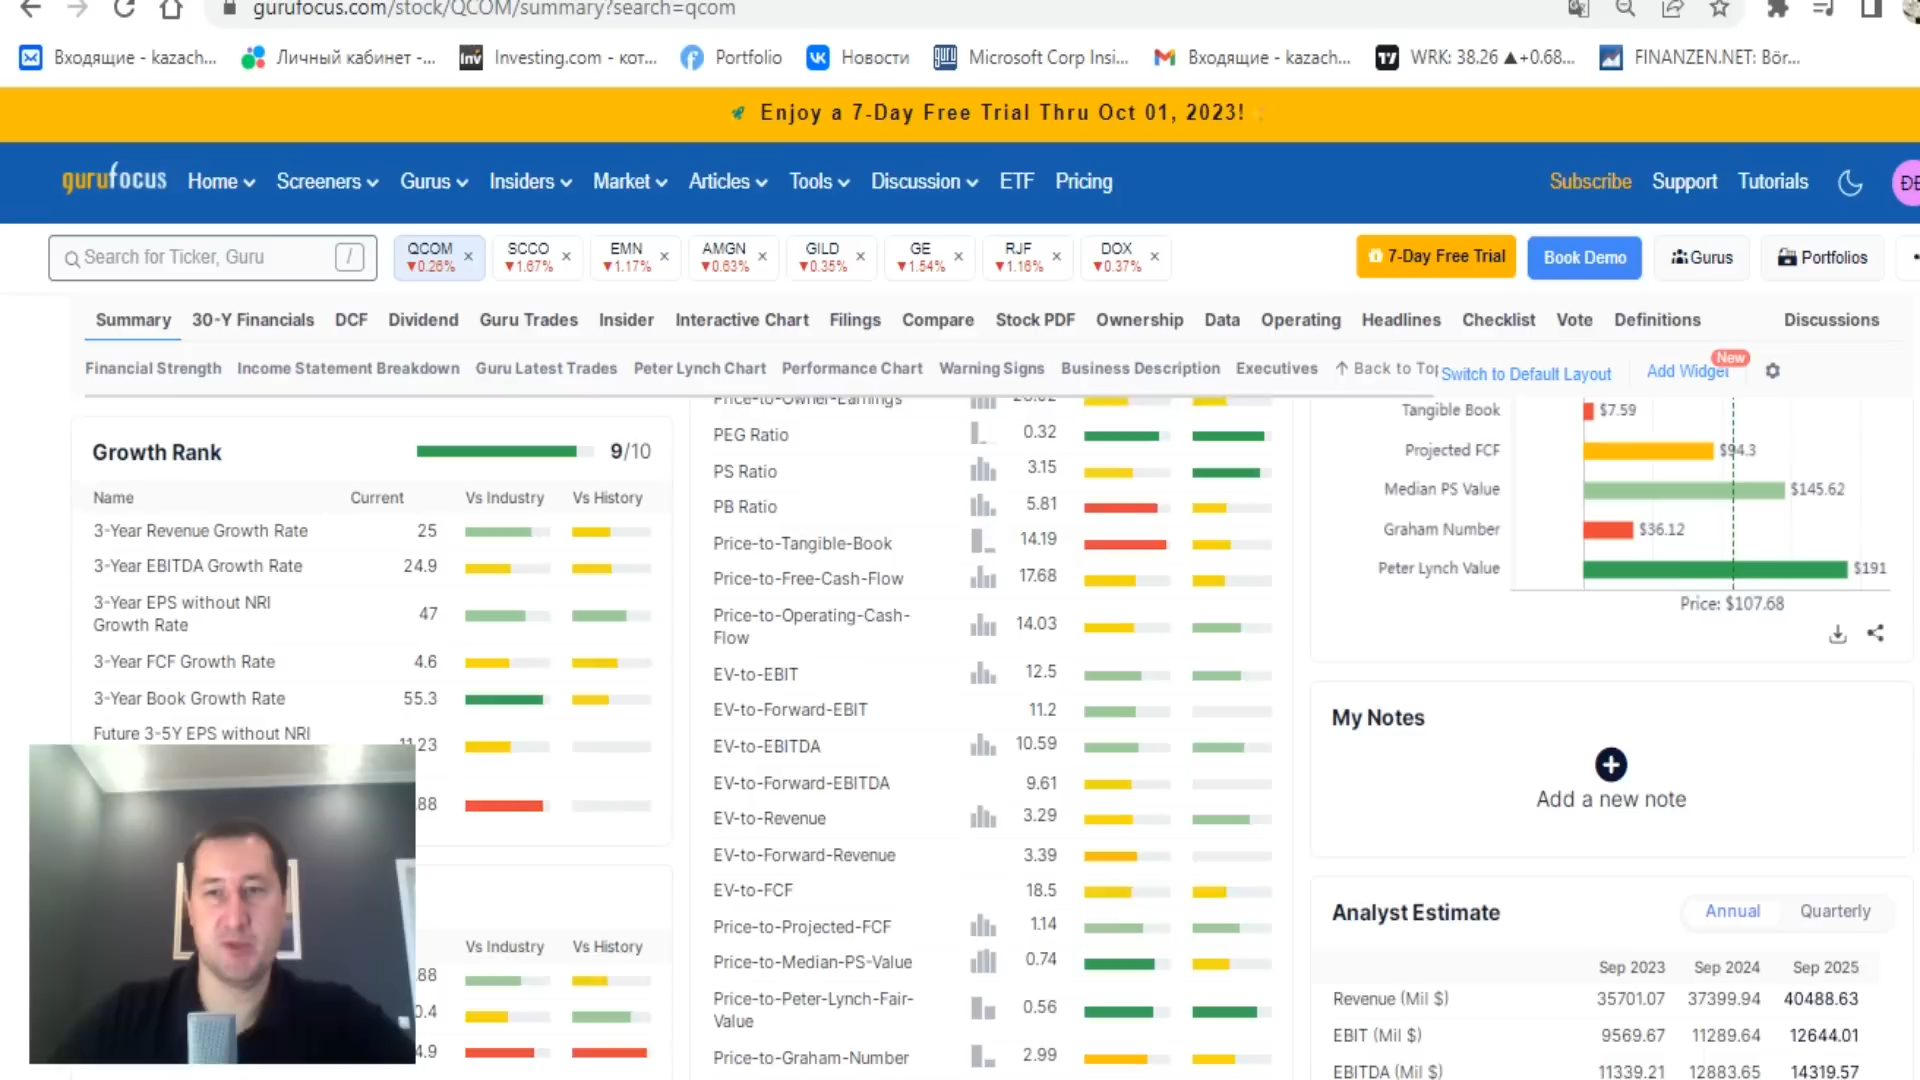 gurufocus.com/stock/QCOM/summary?search=qcom
Входящие - kazach... Личный кабинет -... Investing.com - кот... Portfolio Новости Microsoft Corp Insi... Входящие - kazach... WRK: 38.26 ▲+0.68... FINANZEN.NET: Bör...
Enjoy a 7-Day Free Trial Thru Oct 01, 2023!
gurufocus Home Screeners Gurus Insiders Market Articles Tools Discussion ETF Pricing Subscribe Support Tutorials
Search for Ticker, Guru /
QCOM ▼0.26%
SCCO ▼1.67%
EMN ▼1.17%
AMGN ▼0.63%
GILD ▼0.35%
GE ▼1.54%
RJF ▼1.16%
DOX ▼0.37%
7-Day Free Trial Book Demo Gurus Portfolios
Summary 30-Y Financials DCF Dividend Guru Trades Insider Interactive Chart Filings Compare Stock PDF Ownership Data Operating Headlines Checklist Vote Definitions Discussions
Financial Strength Income Statement Breakdown Guru Latest Trades Peter Lynch Chart Performance Chart Warning Signs Business Description Executives Back to Top Switch to Default Layout Add Widget New
Growth Rank 9/10
Name Current Vs Industry Vs History
3-Year Revenue Growth Rate 25
3-Year EBITDA Growth Rate 24.9
3-Year EPS without NRI
Growth Rate 47
3-Year FCF Growth Rate 4.6
3-Year Book Growth Rate 55.3
Future 3-5Y EPS without NRI
Vs Industry Vs History
Price-to-Owner-Earnings
PEG Ratio 0.32
PS Ratio 3.15
PB Ratio 5.81
Price-to-Tangible-Book 14.19
Price-to-Free-Cash-Flow 17.68
Price-to-Operating-Cash-
Flow 14.03
EV-to-EBIT 12.5
EV-to-Forward-EBIT 11.2
EV-to-EBITDA 10.59
EV-to-Forward-EBITDA 9.61
EV-to-Revenue 3.29
EV-to-Forward-Revenue 3.39
EV-to-FCF 18.5
Price-to-Projected-FCF 1.14
Price-to-Median-PS-Value 0.74
Price-to-Peter-Lynch-Fair-
Value 0.56
Price-to-Graham-Number 2.99
Tangible Book $7.59
Projected FCF $94.3
Median PS Value $145.62
Graham Number $36.12
Peter Lynch Value $191
Price: $107.68
My Notes
Add a new note
Analyst Estimate Annual Quarterly
Sep 2023 Sep 2024 Sep 2025
Revenue (Mil $) 35701.07 37399.94 40488.63
EBIT (Mil $) 9569.67 11289.64 12644.01
EBITDA (Mil $) 11339.21 12883.65 14319.57